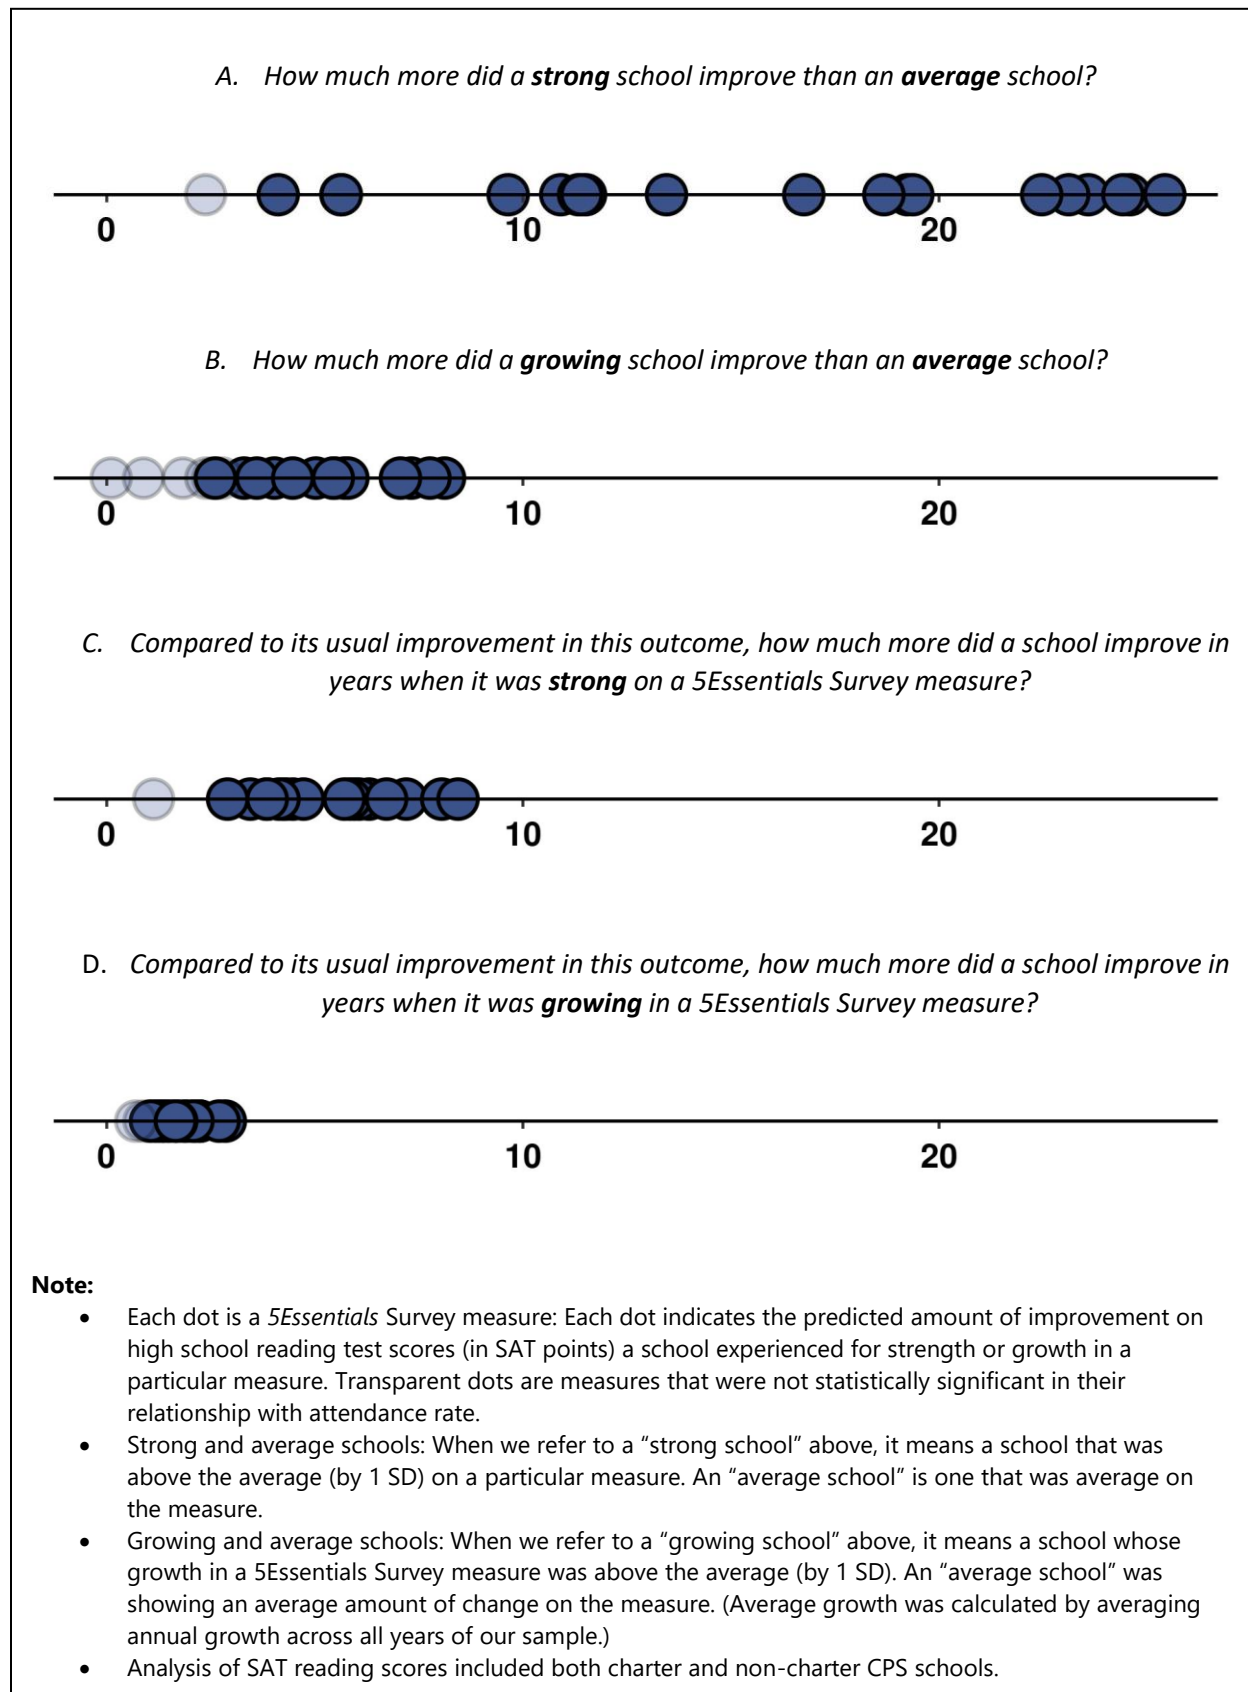 A. How much more did a strong school improve than an average school?
0 10 20
B. How much more did a growing school improve than an average school?
0 10 20
C. Compared to its usual improvement in this outcome, how much more did a school improve in
years when it was strong on a 5Essentials Survey measure?
0 10 20
D. Compared to its usual improvement in this outcome, how much more did a school improve in
years when it was growing in a 5Essentials Survey measure?
0 10 20
Note:
• Each dot is a 5Essentials Survey measure: Each dot indicates the predicted amount of improvement on
high school reading test scores (in SAT points) a school experienced for strength or growth in a
particular measure. Transparent dots are measures that were not statistically significant in their
relationship with attendance rate.
• Strong and average schools: When we refer to a “strong school” above, it means a school that was
above the average (by 1 SD) on a particular measure. An “average school” is one that was average on
the measure.
• Growing and average schools: When we refer to a “growing school” above, it means a school whose
growth in a 5Essentials Survey measure was above the average (by 1 SD). An “average school” was
showing an average amount of change on the measure. (Average growth was calculated by averaging
annual growth across all years of our sample.)
• Analysis of SAT reading scores included both charter and non-charter CPS schools.